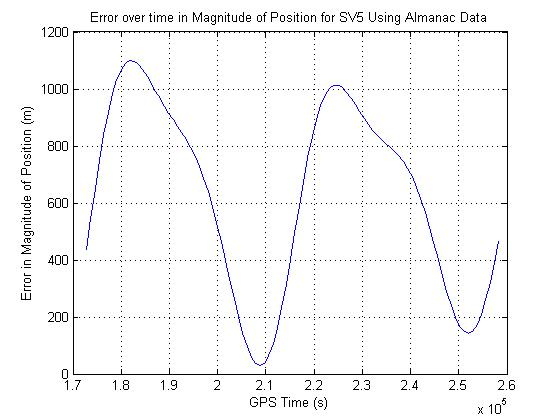 Error over time in Magnitude of Position for SV5 Using Almanac Data
1200
1000
800
600
400
200
0
Error in Magnitude of Position (m)
1.7 1.8 1.9 2 2.1 2.2 2.3 2.4 2.5 2.6
GPS Time (s)
x 10⁵